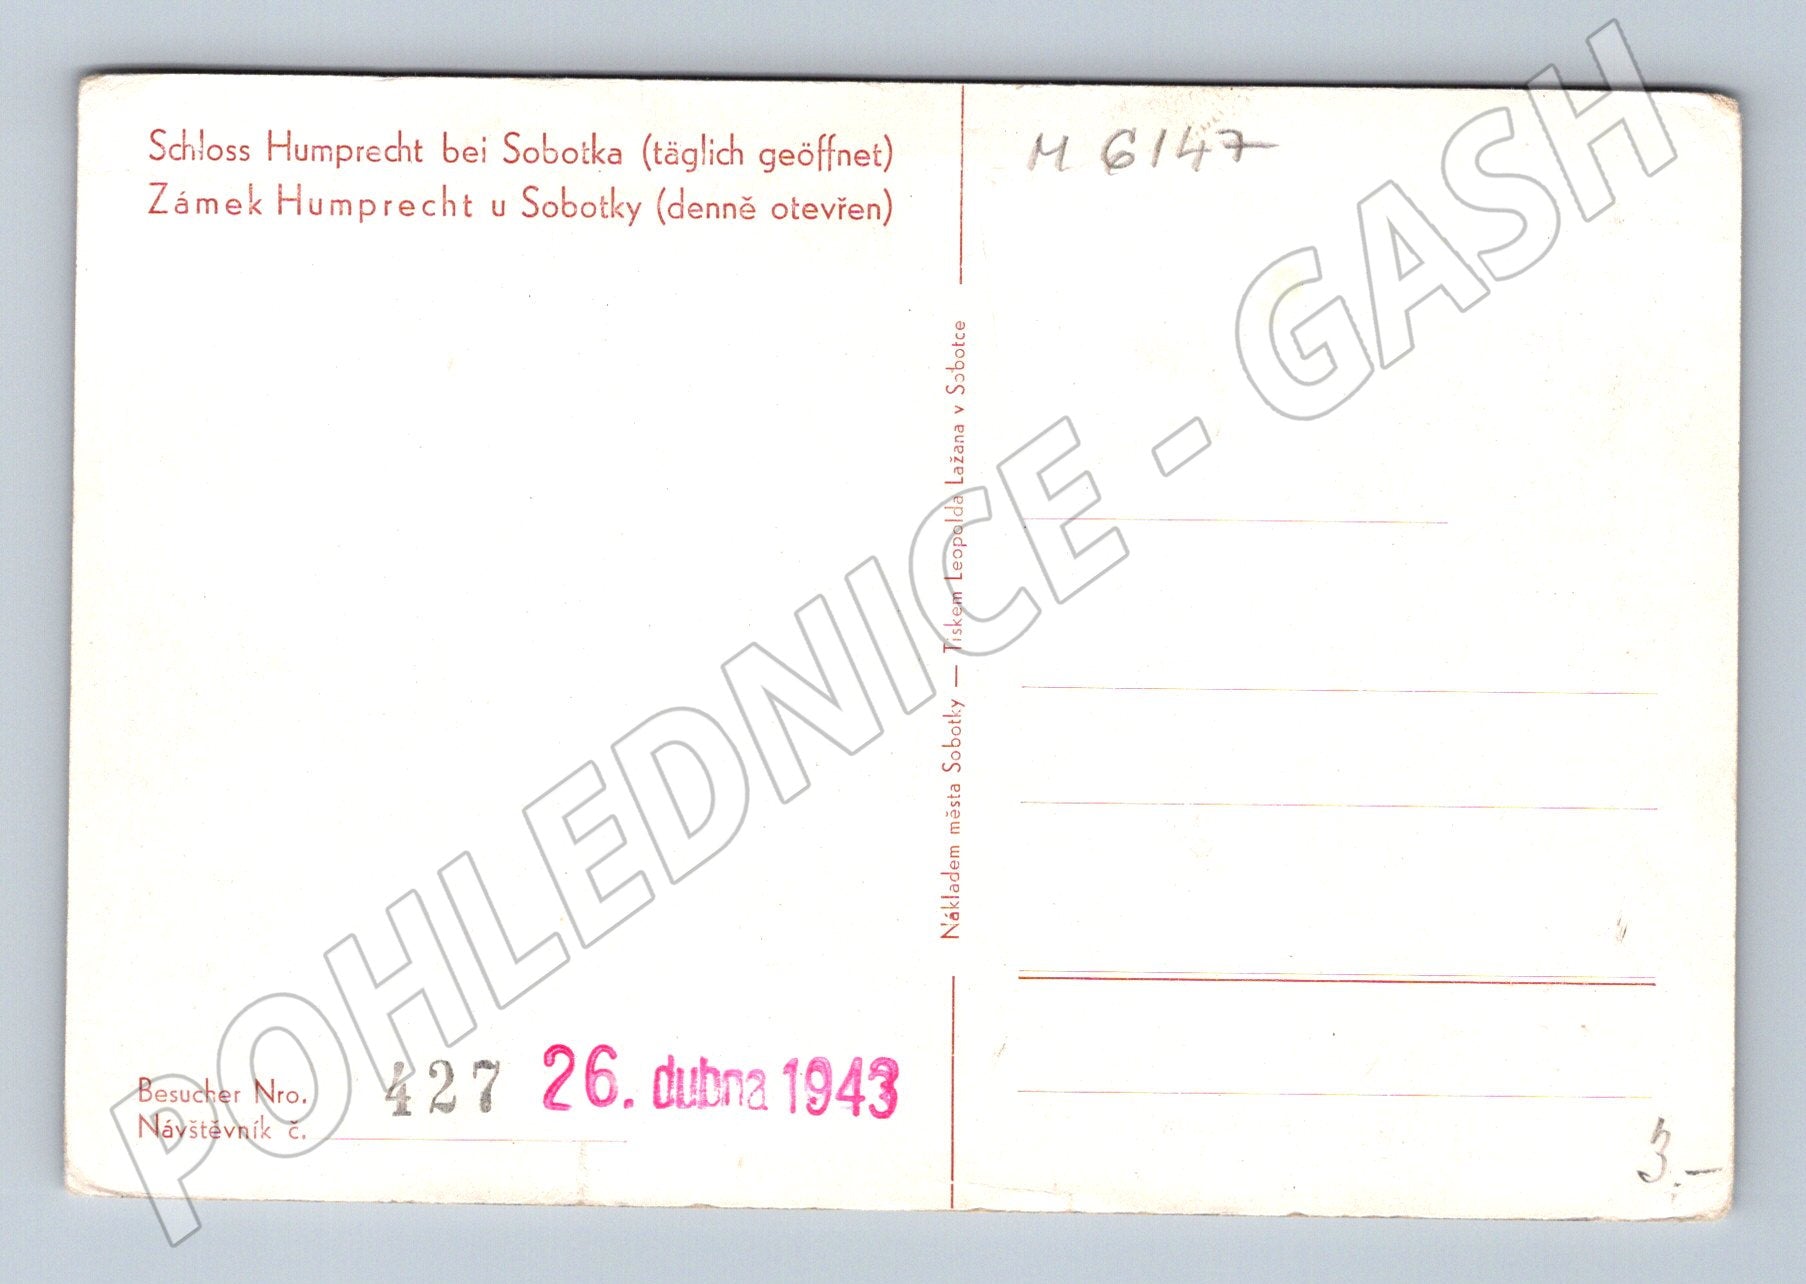 Schloss Humprecht bei Sobotka (täglich geöffnet)
Zámek Humprecht u Sobotky (denně otevřen)
M 6147
Nákladem města Sobotky — Tiskem Leopolda Lažana v Sobotce
Besucher Nro.
Návštěvník č.
427 26. dubna 1943
3.–
POHLEDNICE - GASH